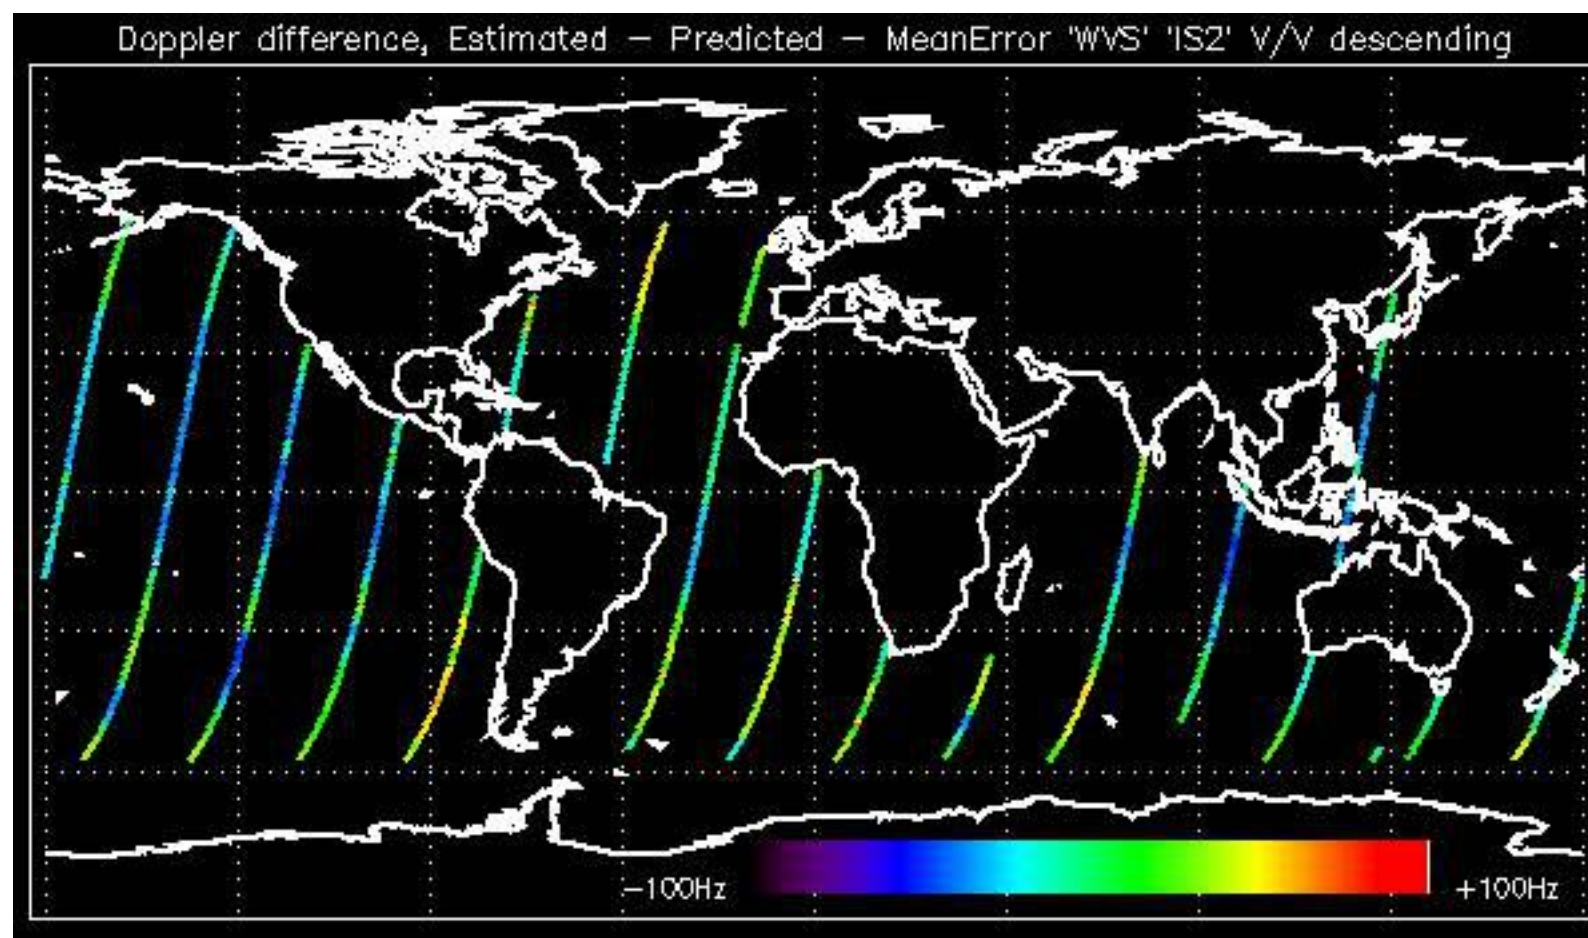 Doppler difference, Estimated - Predicted - MeanError 'WVS' 'IS2' V/V descending
-100Hz +100Hz